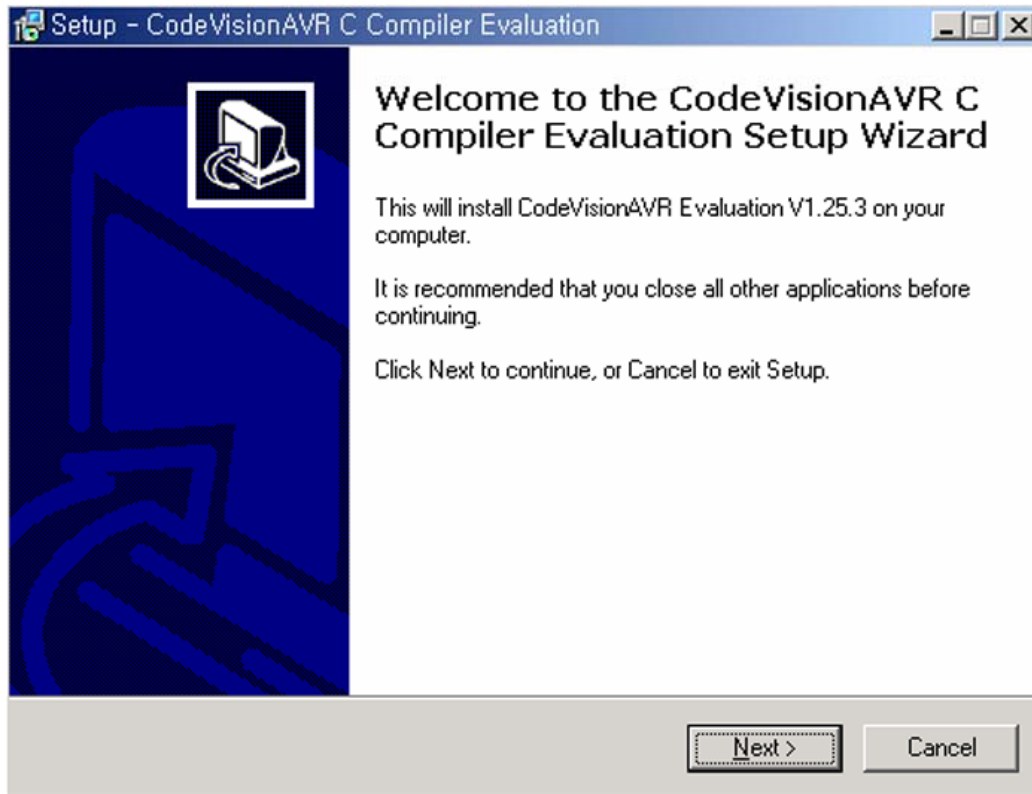 Setup - CodeVisionAVR C Compiler Evaluation
Welcome to the CodeVisionAVR C
Compiler Evaluation Setup Wizard
This will install CodeVisionAVR Evaluation V1.25.3 on your
computer.
It is recommended that you close all other applications before
continuing.
Click Next to continue, or Cancel to exit Setup.
Next >
Cancel